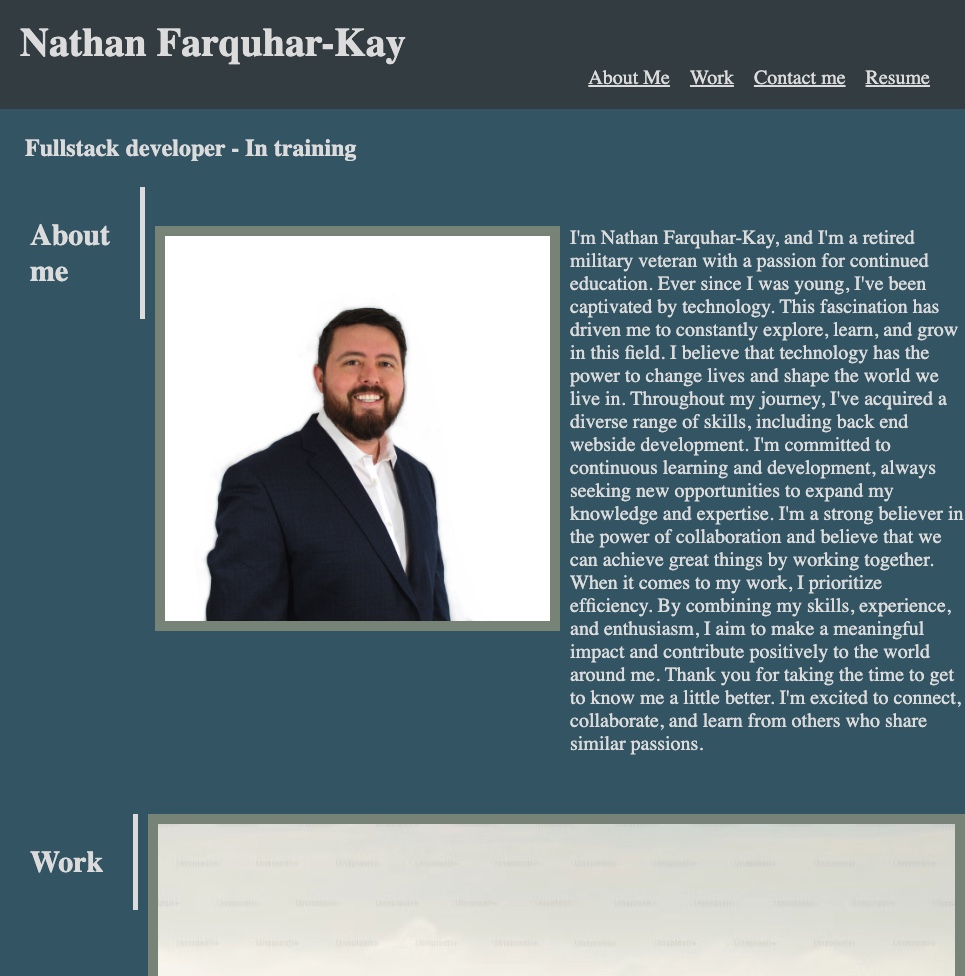 Nathan Farquhar-Kay
About Me Work Contact me Resume
Fullstack developer - In training
About
me
I'm Nathan Farquhar-Kay, and I'm a retired
military veteran with a passion for continued
education. Ever since I was young, I've been
captivated by technology. This fascination has
driven me to constantly explore, learn, and grow
in this field. I believe that technology has the
power to change lives and shape the world we
live in. Throughout my journey, I've acquired a
diverse range of skills, including back end
webside development. I'm committed to
continuous learning and development, always
seeking new opportunities to expand my
knowledge and expertise. I'm a strong believer in
the power of collaboration and believe that we
can achieve great things by working together.
When it comes to my work, I prioritize
efficiency. By combining my skills, experience,
and enthusiasm, I aim to make a meaningful
impact and contribute positively to the world
around me. Thank you for taking the time to get
to know me a little better. I'm excited to connect,
collaborate, and learn from others who share
similar passions.
Work